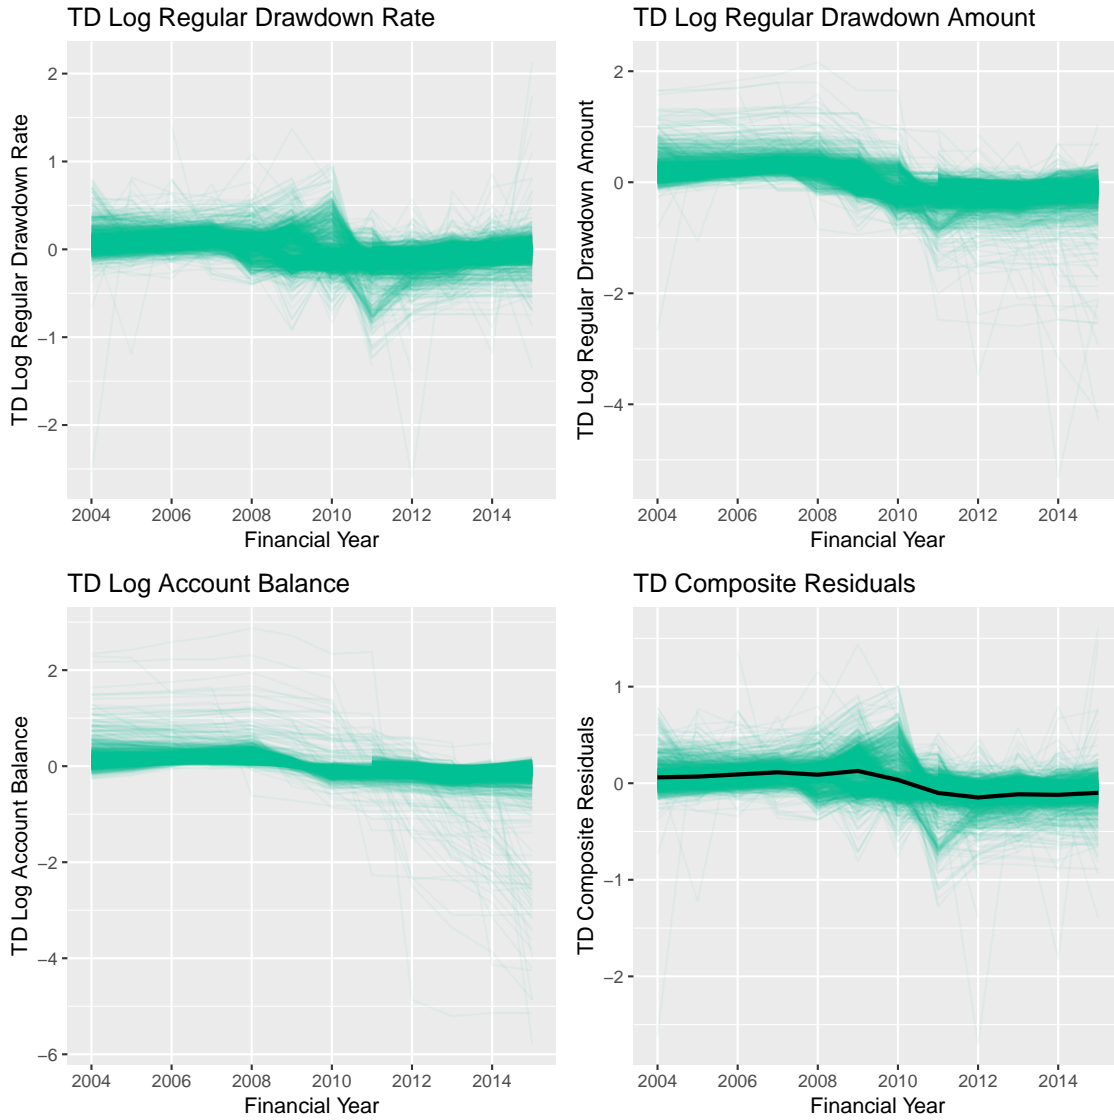 TD Log Regular Drawdown Rate
TD Log Regular Drawdown Rate
2
1
0
−1
−2
2004 2006 2008 2010 2012 2014
Financial Year
TD Log Regular Drawdown Amount
TD Log Regular Drawdown Amount
2
0
−2
−4
2004 2006 2008 2010 2012 2014
Financial Year
TD Log Account Balance
TD Log Account Balance
2
0
−2
−4
−6
2004 2006 2008 2010 2012 2014
Financial Year
TD Composite Residuals
TD Composite Residuals
1
0
−1
−2
2004 2006 2008 2010 2012 2014
Financial Year